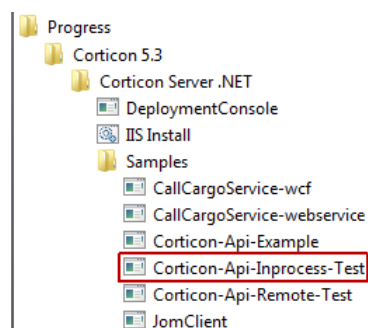 Progress
Corticon 5.3
Corticon Server .NET
DeploymentConsole
IIS Install
Samples
CallCargoService-wcf
CallCargoService-webservice
Corticon-Api-Example
Corticon-Api-Inprocess-Test
Corticon-Api-Remote-Test
JomClient